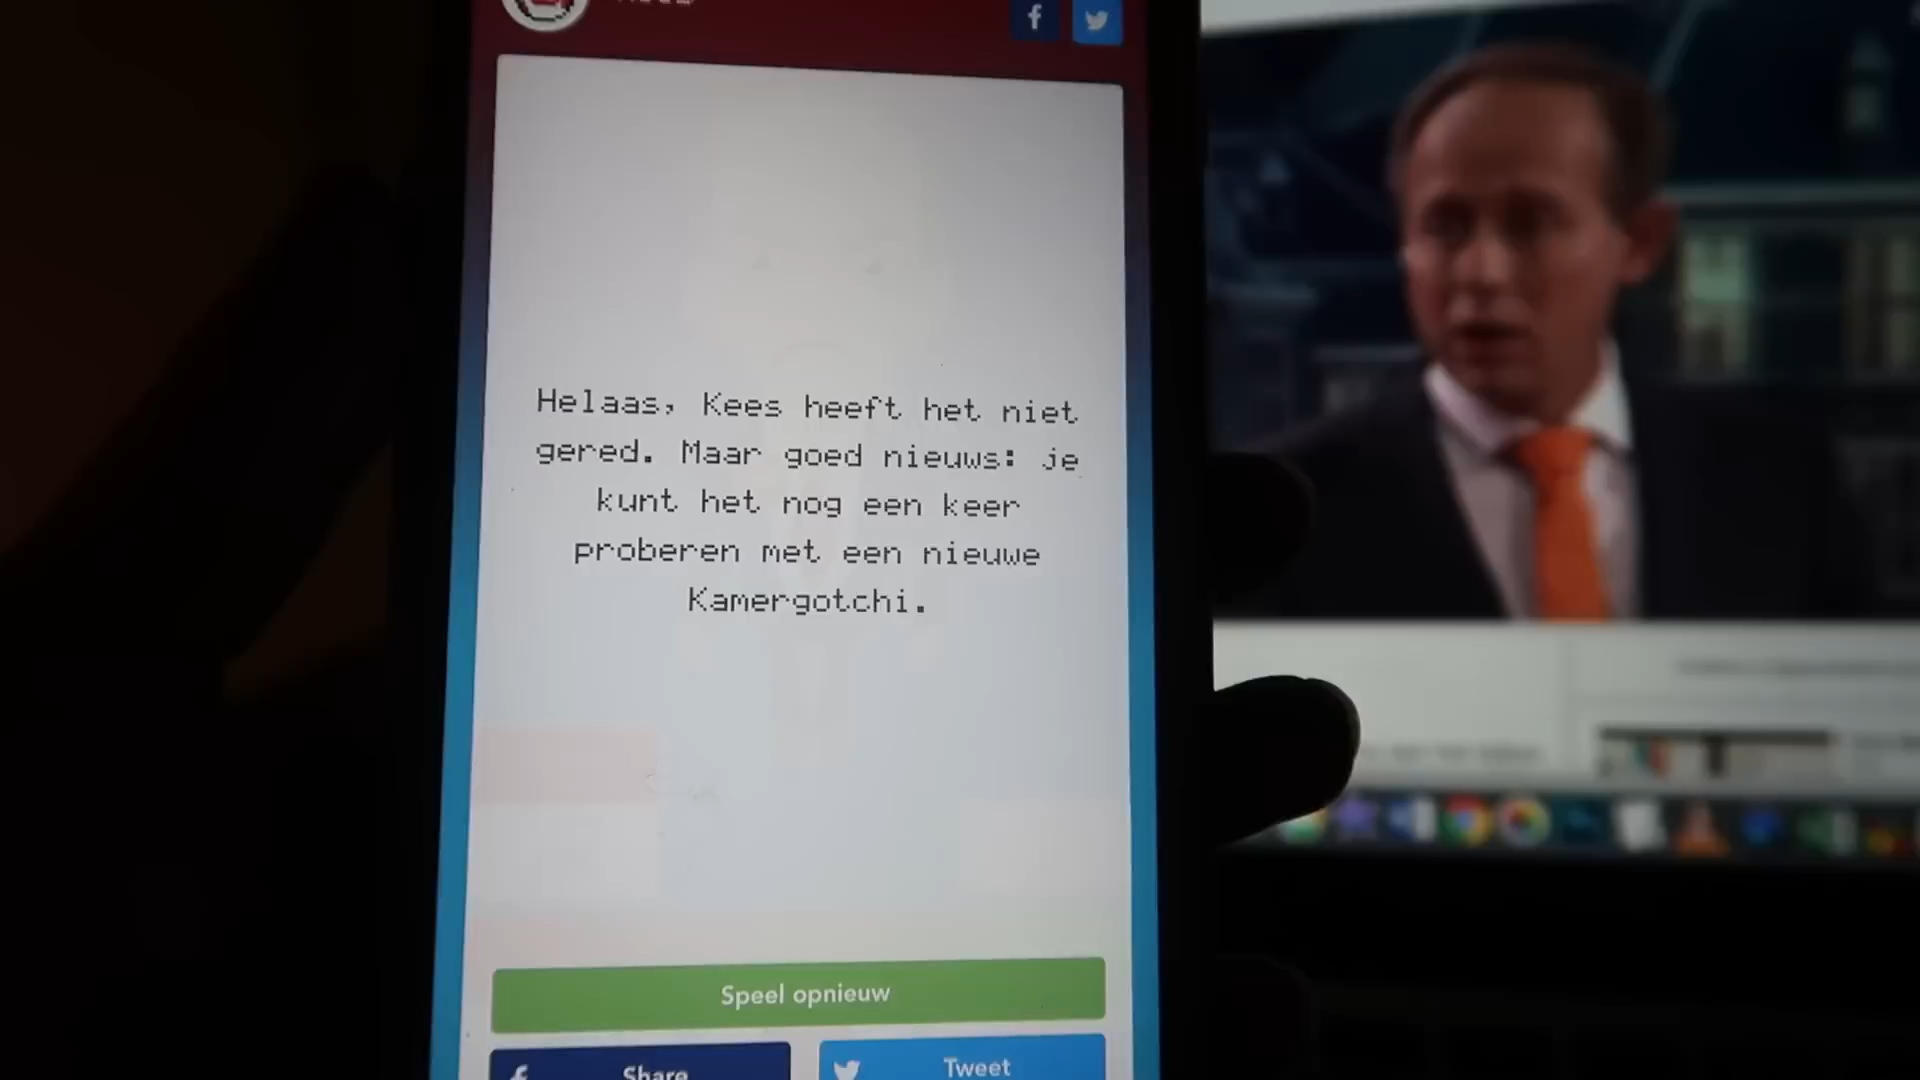 Helaas, Kees heeft het niet
gered. Maar goed nieuws: je
kunt het nog een keer
proberen met een nieuwe
Kamergotchi.
Speel opnieuw
Share
Tweet